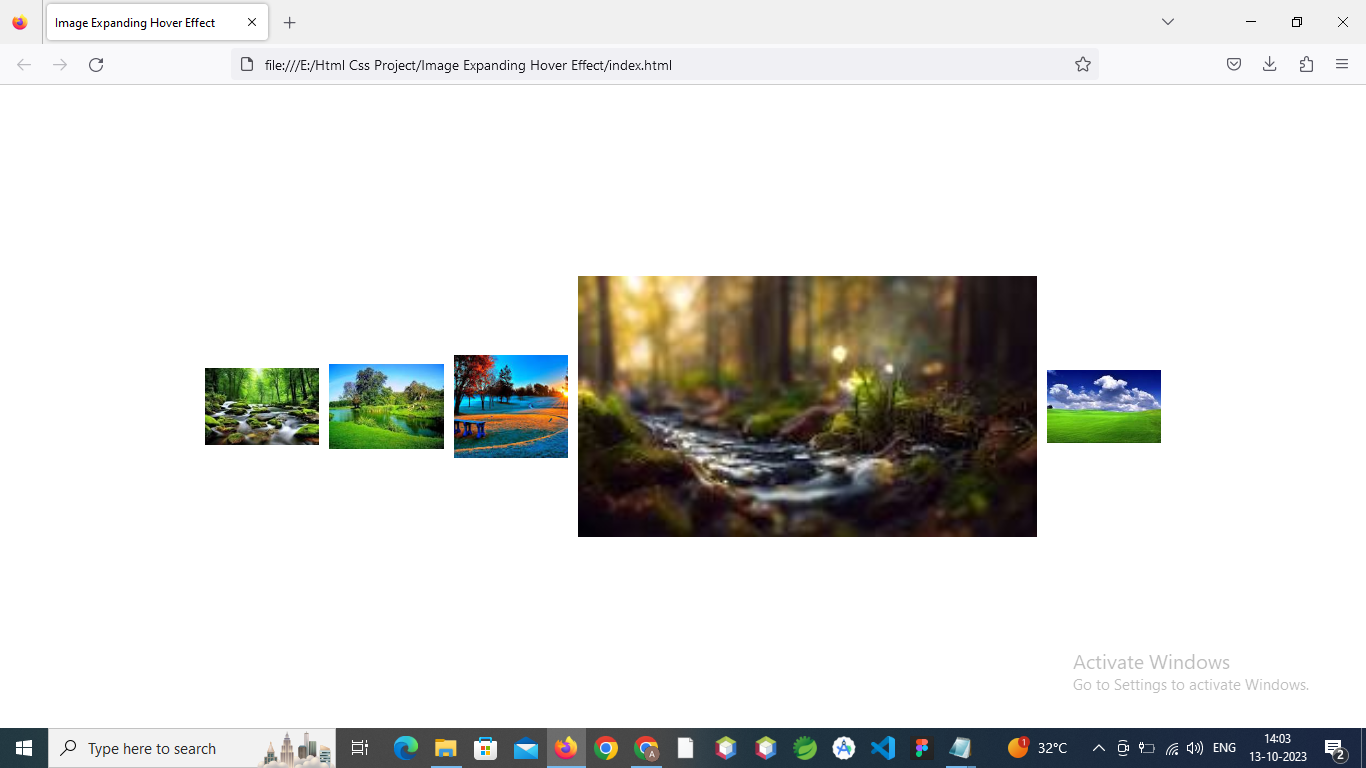 Image Expanding Hover Effect
file:///E:/Html Css Project/Image Expanding Hover Effect/index.html
Activate Windows
Go to Settings to activate Windows.
Type here to search
A
1
32°C
ENG
14:03
13-10-2023
2